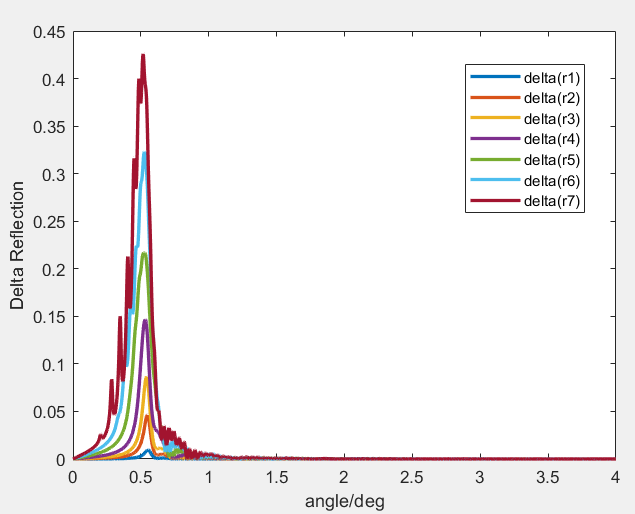 0.45
0.4
0.35
0.3
0.25
0.2
0.15
0.1
0.05
0
Delta Reflection
delta(r1)
delta(r2)
delta(r3)
delta(r4)
delta(r5)
delta(r6)
delta(r7)
0 0.5 1 1.5 2 2.5 3 3.5 4
angle/deg